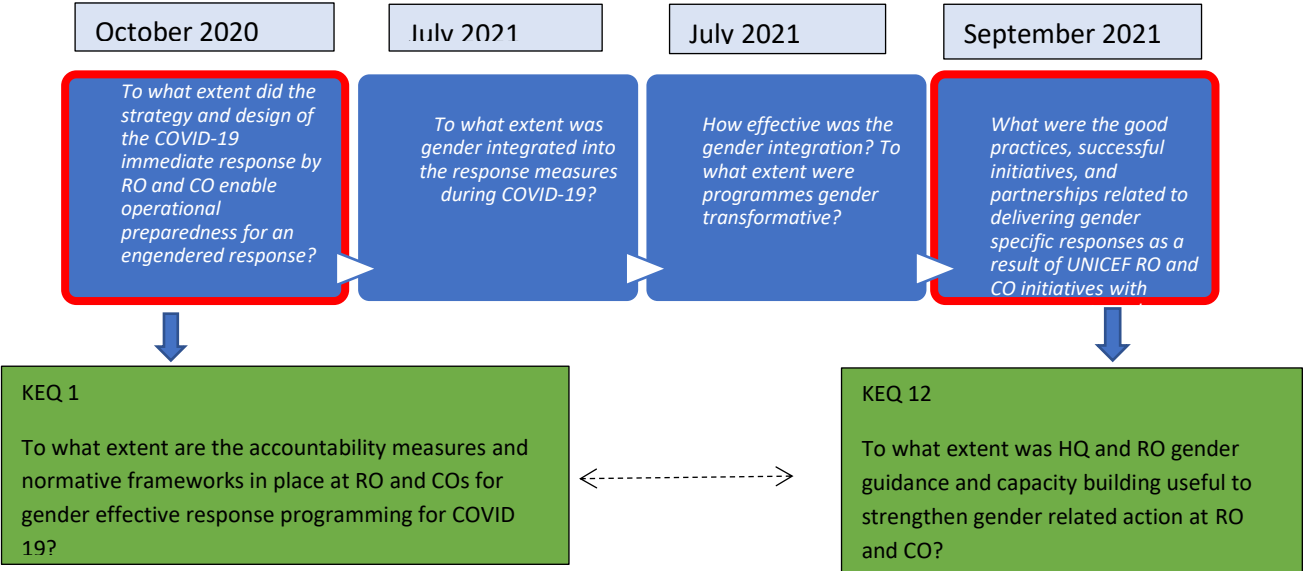 October 2020
July 2021
July 2021
September 2021
To what extent did the
strategy and design of
the COVID-19
immediate response by
RO and CO enable
operational
preparedness for an
engendered response?
To what extent was
gender integrated into
the response measures
during COVID-19?
How effective was the
gender integration? To
what extent were
programmes gender
transformative?
What were the good
practices, successful
initiatives, and
partnerships related to
delivering gender
specific responses as a
result of UNICEF RO and
CO initiatives with
KEQ 1
To what extent are the accountability measures and
normative frameworks in place at RO and COs for
gender effective response programming for COVID
19?
KEQ 12
To what extent was HQ and RO gender
guidance and capacity building useful to
strengthen gender related action at RO
and CO?